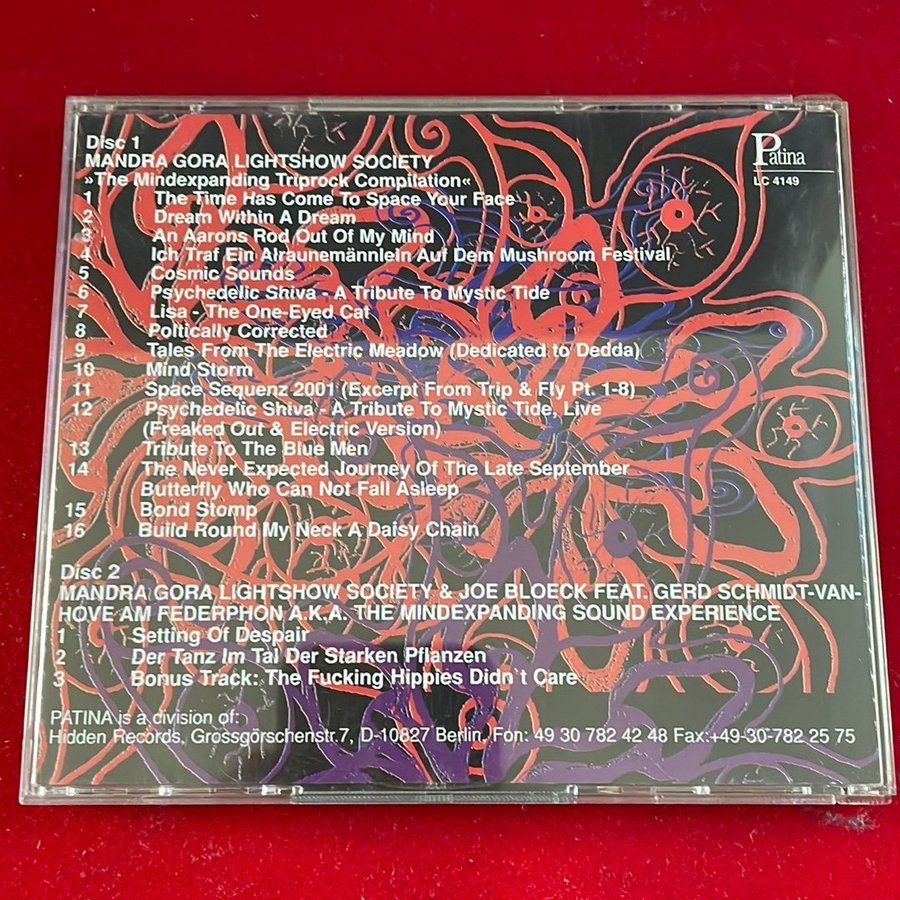 Patina
LC 4149
Disc 1
MANDRA GORA LIGHTSHOW SOCIETY
»The Mindexpanding Triprock Compilation«
1 The Time Has Come To Space Your Face
2 Dream Within A Dream
3 An Aarons Rod Out Of My Mind
4 Ich Traf Ein Alraunemännlein Auf Dem Mushroom Festival
5 Cosmic Sounds
6 Psychedelic Shiva - A Tribute To Mystic Tide
7 Lisa - The One-Eyed Cat
8 Poltically Corrected
9 Tales From The Electric Meadow (Dedicated to Dedda)
10 Mind Storm
11 Space Sequenz 2001 (Excerpt From Trip & Fly Pt. 1-8)
12 Psychedelic Shiva - A Tribute To Mystic Tide, Live
(Freaked Out & Electric Version)
13 Tribute To The Blue Men
14 The Never Expected Journey Of The Late September
Butterfly Who Can Not Fall Asleep
15 Bond Stomp
16 Build Round My Neck A Daisy Chain
Disc 2
MANDRA GORA LIGHTSHOW SOCIETY & JOE BLOECK FEAT. GERD SCHMIDT-VAN-
HOVE AM FEDERPHON A.K.A. THE MINDEXPANDING SOUND EXPERIENCE
1 Setting Of Despair
2 Der Tanz Im Tal Der Starken Pflanzen
3 Bonus Track: The Fucking Hippies Didn`t Care
PATINA is a division of:
Hidden Records, Grossgörschenstr.7, D-10827 Berlin, Fon: 49 30 782 42 48 Fax:+49-30-782 25 75